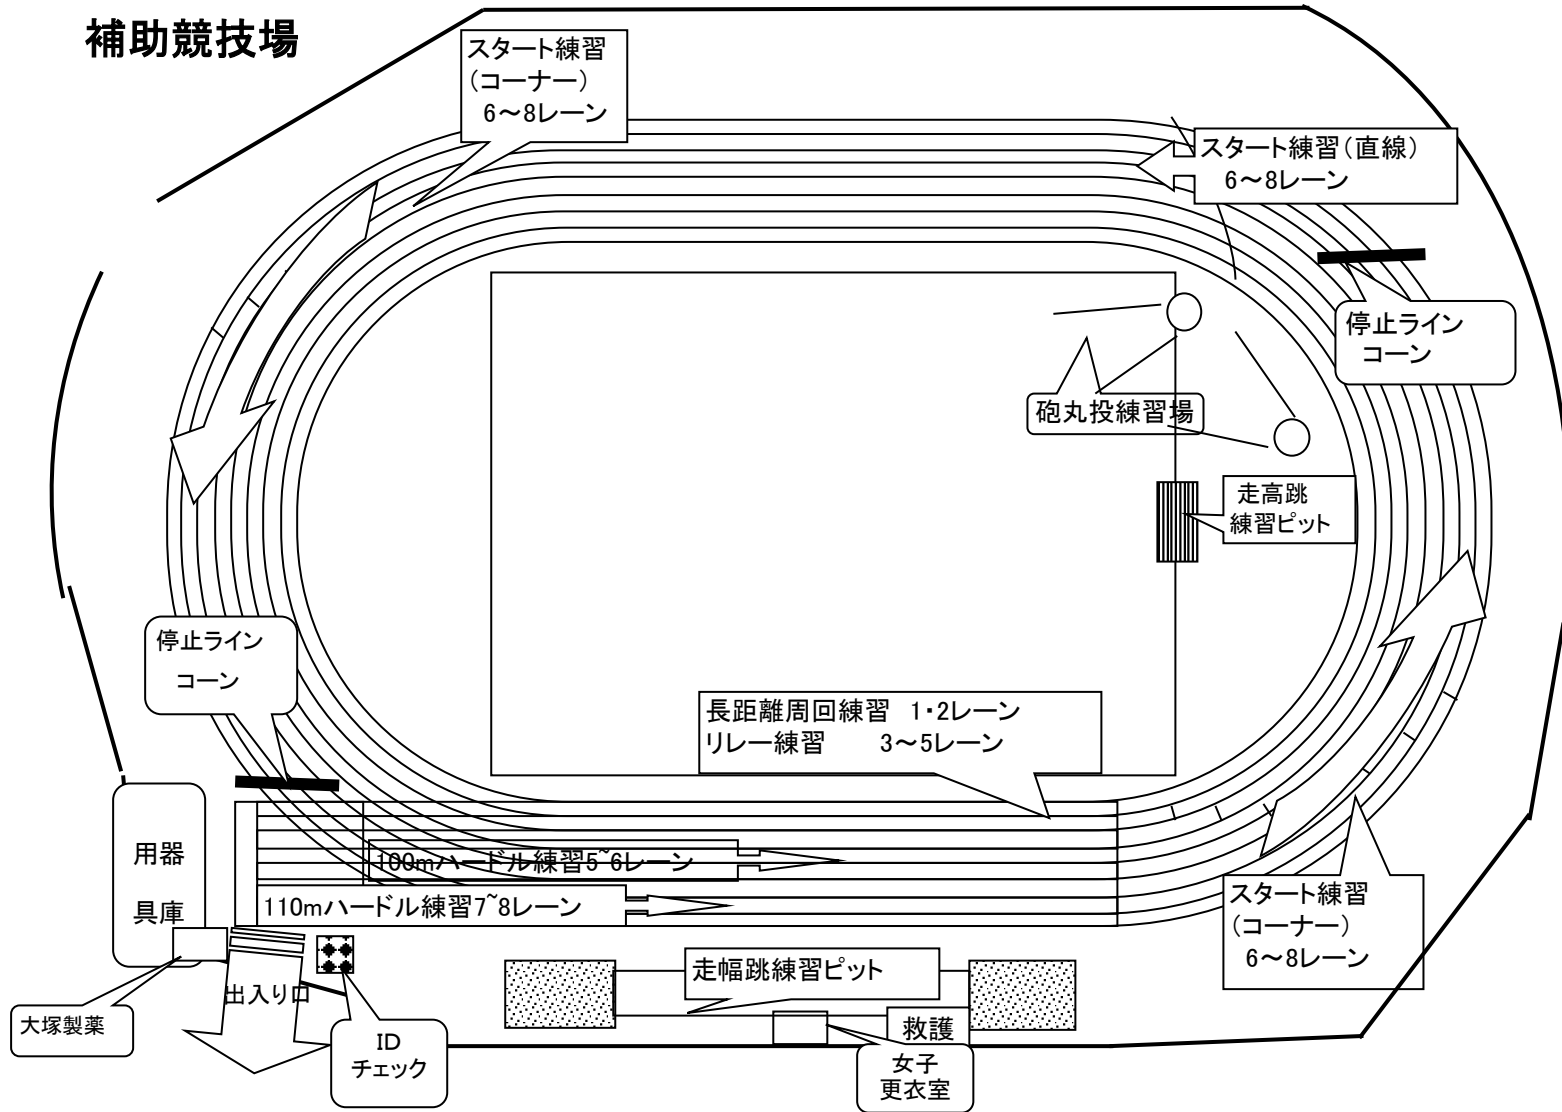 補助競技場
スタート練習
(コーナー)
6～8レーン
スタート練習(直線)
6～8レーン
停止ライン
コーン
砲丸投練習場
走高跳
練習ピット
停止ライン
コーン
長距離周回練習 1・2レーン
リレー練習 3～5レーン
用器
具庫
100mハードル練習5~6レーン
110mハードル練習7~8レーン
スタート練習
(コーナー)
6～8レーン
走幅跳練習ピット
出入り口
大塚製薬
ID
チェック
救護
女子
更衣室